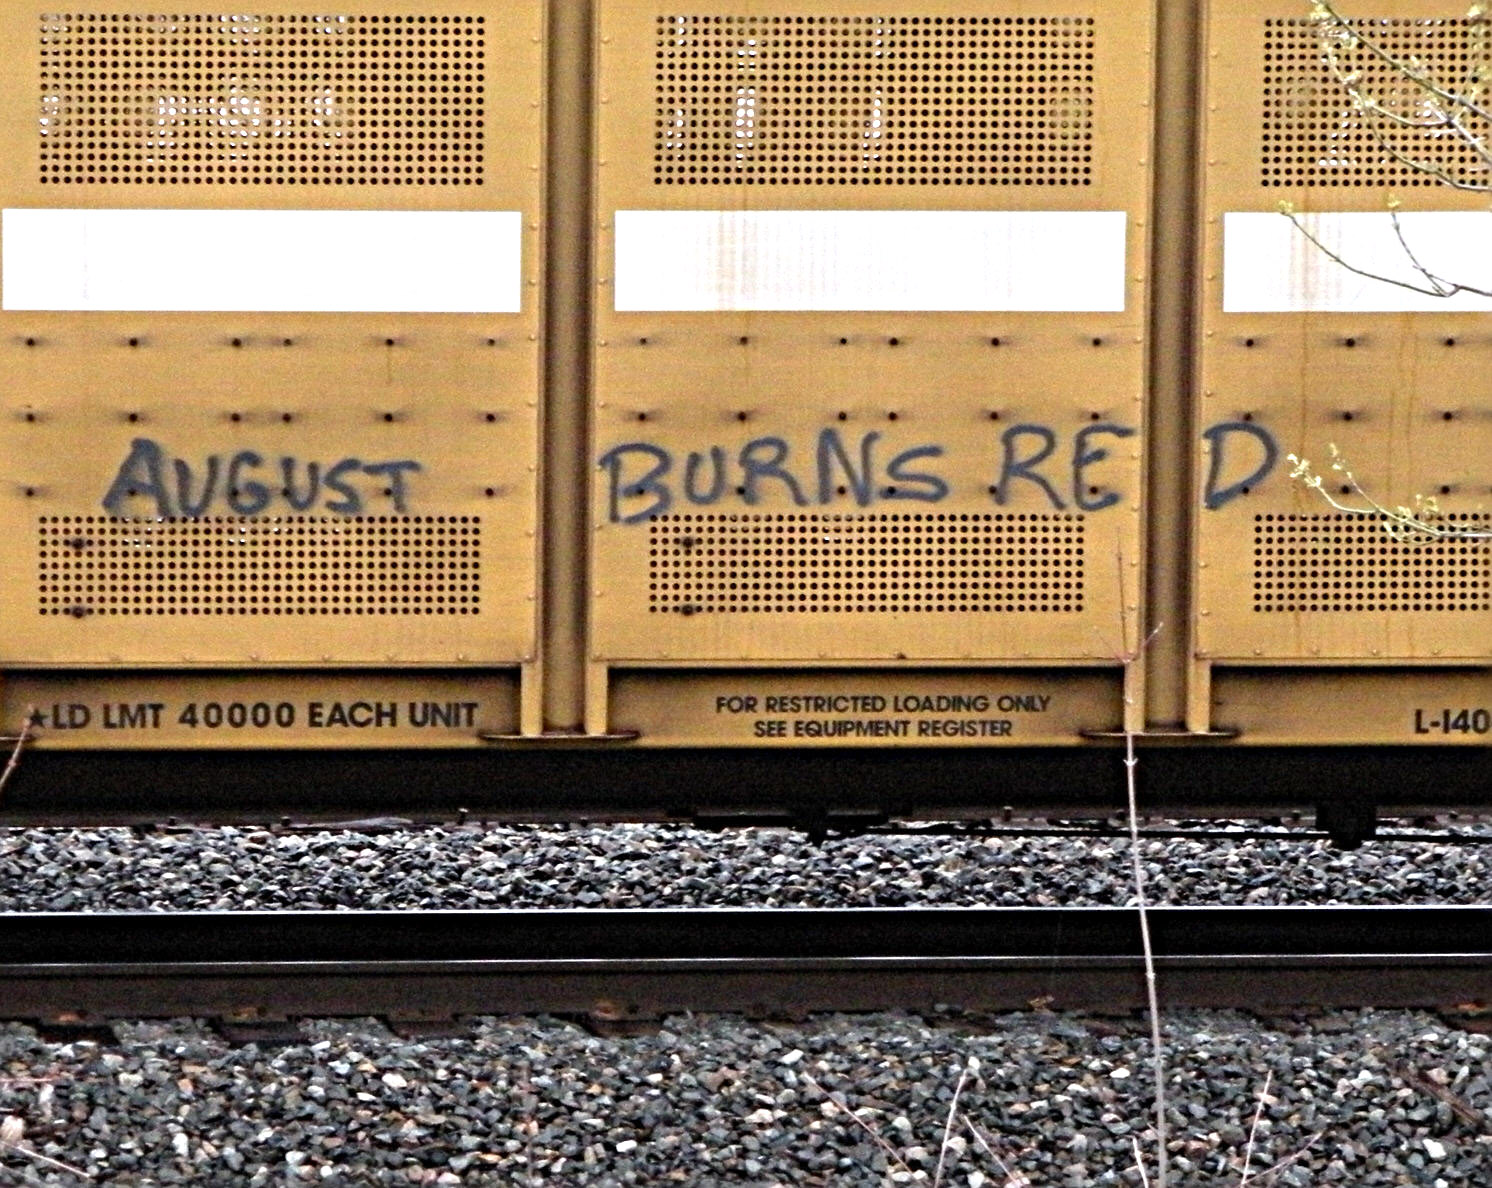 AUGUST BURNS RED
★LD LMT 40000 EACH UNIT
FOR RESTRICTED LOADING ONLY
SEE EQUIPMENT REGISTER
L-140